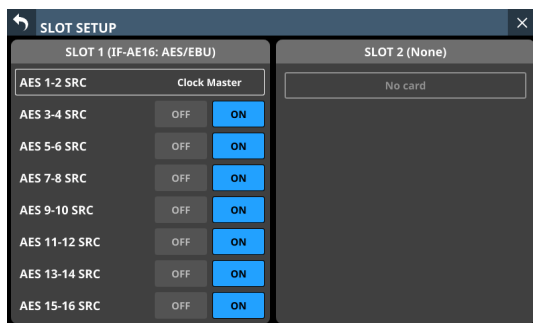 SLOT SETUP
SLOT 1 (IF-AE16: AES/EBU)
AES 1-2 SRC Clock Master
AES 3-4 SRC OFF ON
AES 5-6 SRC OFF ON
AES 7-8 SRC OFF ON
AES 9-10 SRC OFF ON
AES 11-12 SRC OFF ON
AES 13-14 SRC OFF ON
AES 15-16 SRC OFF ON
SLOT 2 (None)
No card